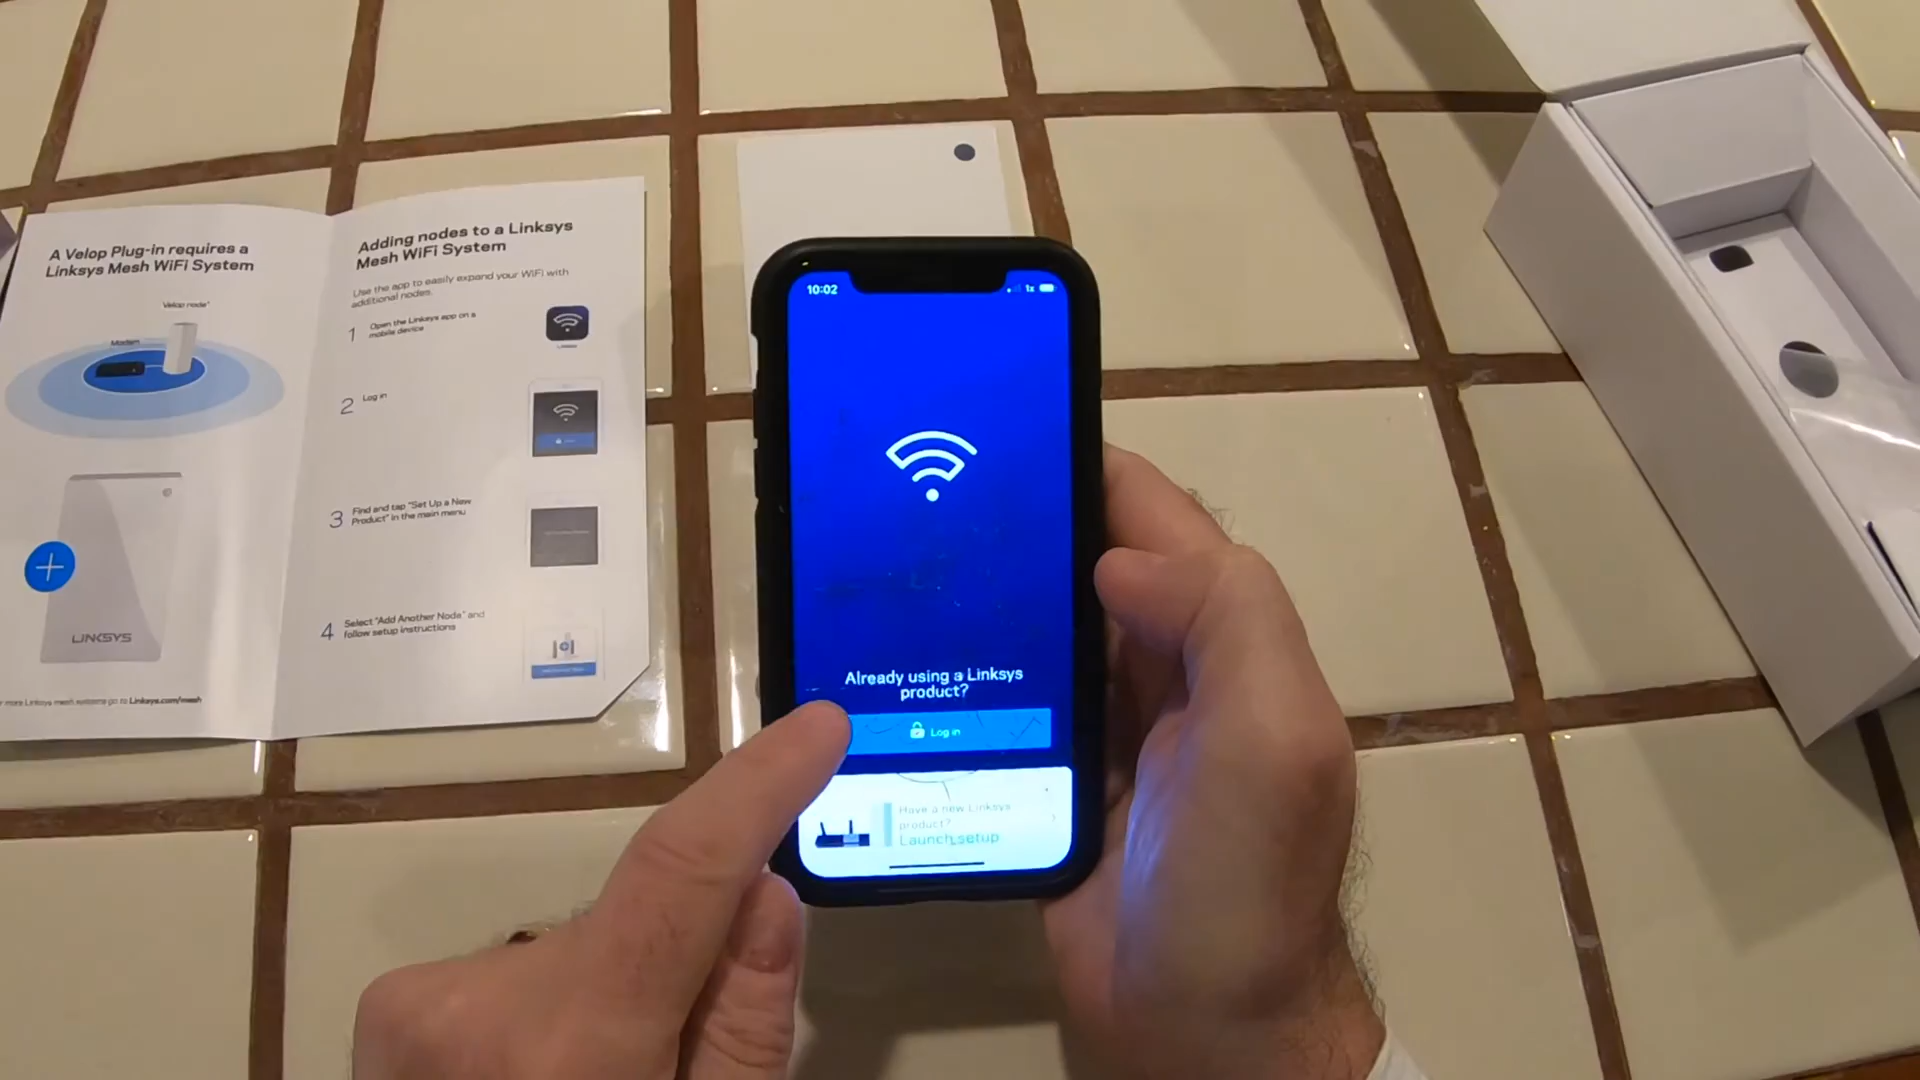 A Velop Plug-in requires a
Linksys Mesh WiFi System
Velop node*
Modem
LINKSYS
Linksys.com/mesh
Adding nodes to a Linksys
Mesh WiFi System
Use the app to easily expand your WiFi with
additional nodes.
1
Open the Linksys app on a
mobile device
2
Log in
3
Find and tap "Set Up a New
Product" in the main menu
4
Select "Add Another Node" and
follow setup instructions
10:02
1x
Already using a Linksys
product?
Log in
Have a new Linksys
product?
Launch setup